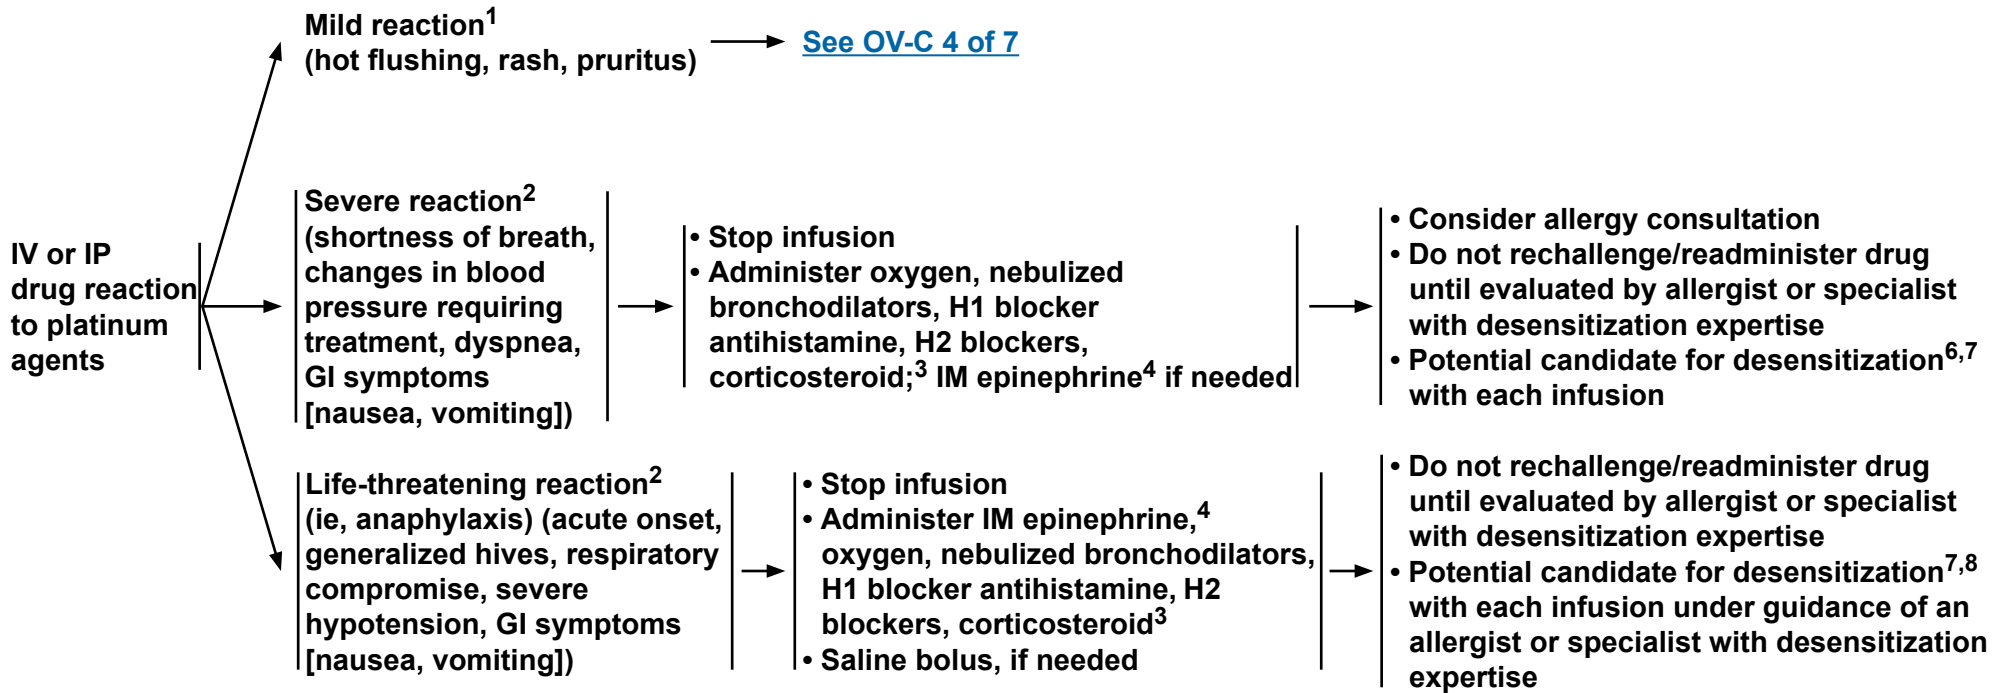 Mild reaction1
(hot flushing, rash, pruritus)
See OV-C 4 of 7
IV or IP
drug reaction
to platinum
agents
Severe reaction2
(shortness of breath,
changes in blood
pressure requiring
treatment, dyspnea,
GI symptoms
[nausea, vomiting])
• Stop infusion
• Administer oxygen, nebulized
bronchodilators, H1 blocker
antihistamine, H2 blockers,
corticosteroid;3 IM epinephrine4 if needed
• Consider allergy consultation
• Do not rechallenge/readminister drug
until evaluated by allergist or specialist
with desensitization expertise
• Potential candidate for desensitization6,7
with each infusion
Life-threatening reaction2
(ie, anaphylaxis) (acute onset,
generalized hives, respiratory
compromise, severe
hypotension, GI symptoms
[nausea, vomiting])
• Stop infusion
• Administer IM epinephrine,4
oxygen, nebulized bronchodilators,
H1 blocker antihistamine, H2
blockers, corticosteroid3
• Saline bolus, if needed
• Do not rechallenge/readminister drug
until evaluated by allergist or specialist
with desensitization expertise
• Potential candidate for desensitization7,8
with each infusion under guidance of an
allergist or specialist with desensitization
expertise